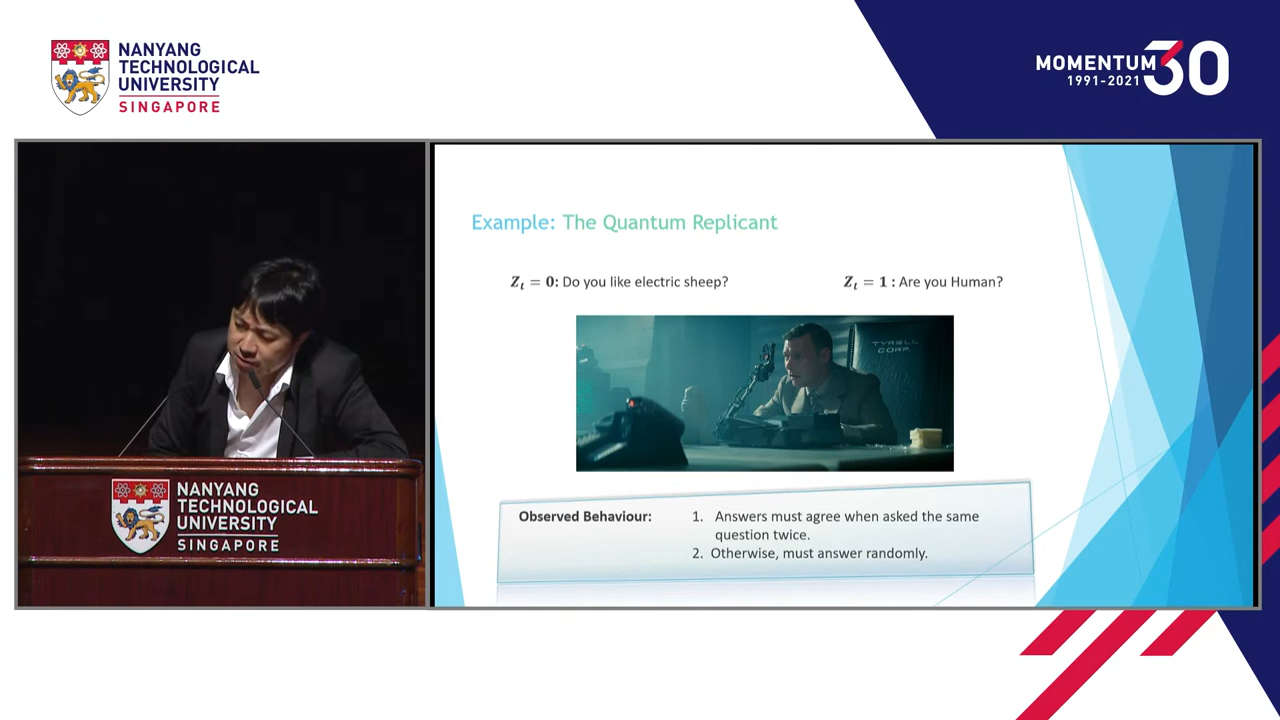 NANYANG
TECHNOLOGICAL
UNIVERSITY
SINGAPORE
MOMENTUM 30
1991-2021
Example: The Quantum Replicant
Z_t = 0: Do you like electric sheep?
Z_t = 1 : Are you Human?
TYRELL
CORP.
Observed Behaviour:
1. Answers must agree when asked the same
question twice.
2. Otherwise, must answer randomly.
NANYANG
TECHNOLOGICAL
UNIVERSITY
SINGAPORE